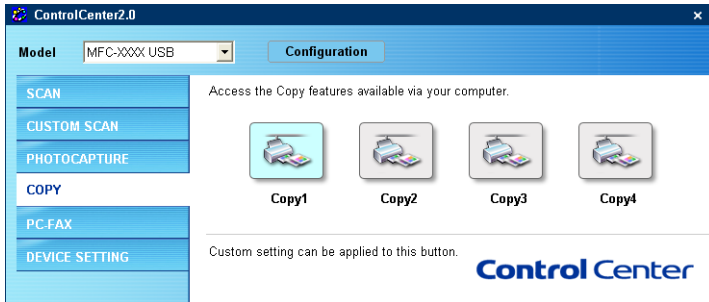 ControlCenter2.0
Model MFC-XXXX USB Configuration
SCAN
CUSTOM SCAN
PHOTOCAPTURE
COPY
PC-FAX
DEVICE SETTING
Access the Copy features available via your computer.
Copy1 Copy2 Copy3 Copy4
Custom setting can be applied to this button.
Control Center